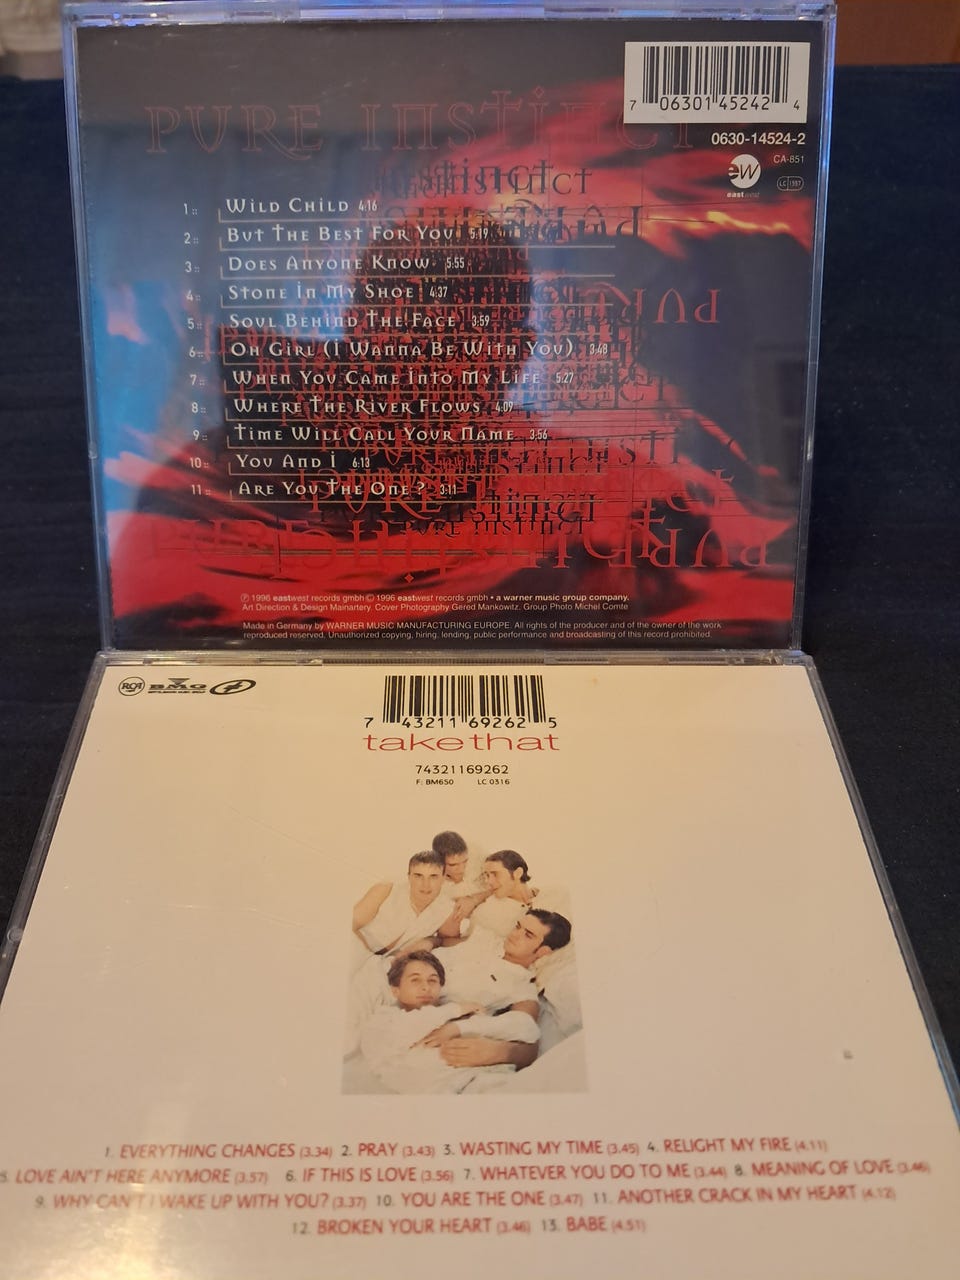 PURE INSTINCT
7 06301 45242 4
0630-14524-2
CA-851
ew
eastwest
LC 1557
1:: WILD CHILD 4:16
2:: BUT THE BEST FOR YOU 5:19
3:: DOES ANYONE KNOW 5:55
4:: STONE IN MY SHOE 4:37
5:: SOUL BEHIND THE FACE 3:59
6:: OH GIRL (I WANNA BE WITH YOU) 3:48
7:: WHEN YOU CAME INTO MY LIFE 5:27
8:: WHERE THE RIVER FLOWS 4:09
9:: TIME WILL CALL YOUR NAME 3:56
10:: YOU AND I 6:13
11:: ARE YOU THE ONE? 3:11
PURE INSTINCT
℗ 1996 eastwest records gmbh © 1996 eastwest records gmbh • a warner music group company.
Art Direction & Design Mainartery. Cover Photography Gered Mankowitz. Group Photo Michel Comte
Made in Germany by WARNER MUSIC MANUFACTURING EUROPE. All rights of the producer and of the owner of the work
reproduced reserved. Unauthorized copying, hiring, lending, public performance and broadcasting of this record prohibited.
RCA BMG
7 43211 69262 5
take that
74321169262
F: BM650 LC 0316
1. EVERYTHING CHANGES (3.34) 2. PRAY (3.43) 3. WASTING MY TIME (3.45) 4. RELIGHT MY FIRE (4.11)
5. LOVE AIN'T HERE ANYMORE (3.57) 6. IF THIS IS LOVE (3.56) 7. WHATEVER YOU DO TO ME (3.44) 8. MEANING OF LOVE (3.46)
9. WHY CAN'T I WAKE UP WITH YOU? (3.37) 10. YOU ARE THE ONE (3.47) 11. ANOTHER CRACK IN MY HEART (4.12)
12. BROKEN YOUR HEART (3.46) 13. BABE (4.51)